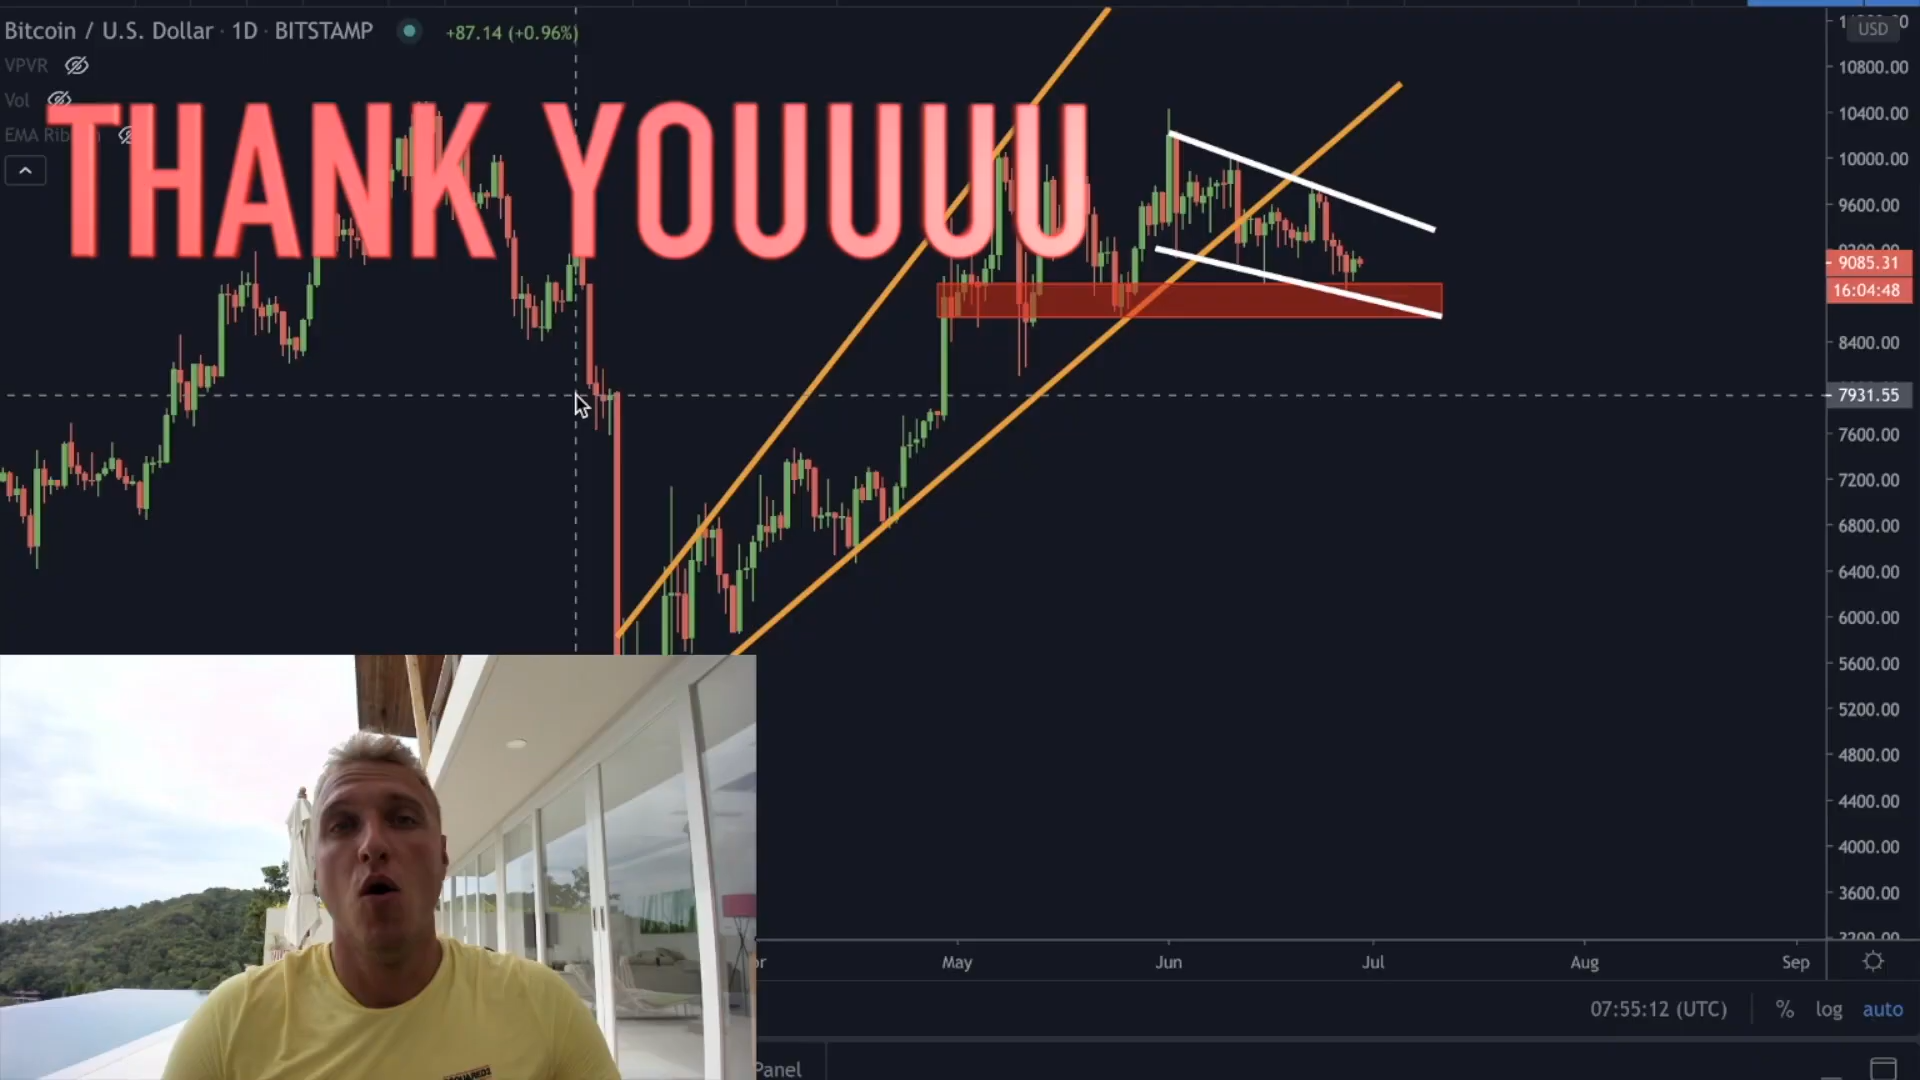 Bitcoin / U.S. Dollar · 1D · BITSTAMP +87.14 (+0.96%)
USD
VPVR
10800.00
Vol
THANK YOUUUU
10400.00
10000.00
9600.00
9085.31
16:04:48
8400.00
7931.55
7600.00
7200.00
6800.00
6400.00
6000.00
5600.00
5200.00
4800.00
4400.00
4000.00
3600.00
May Jun Jul Aug Sep
07:55:12 (UTC) % log auto
Panel